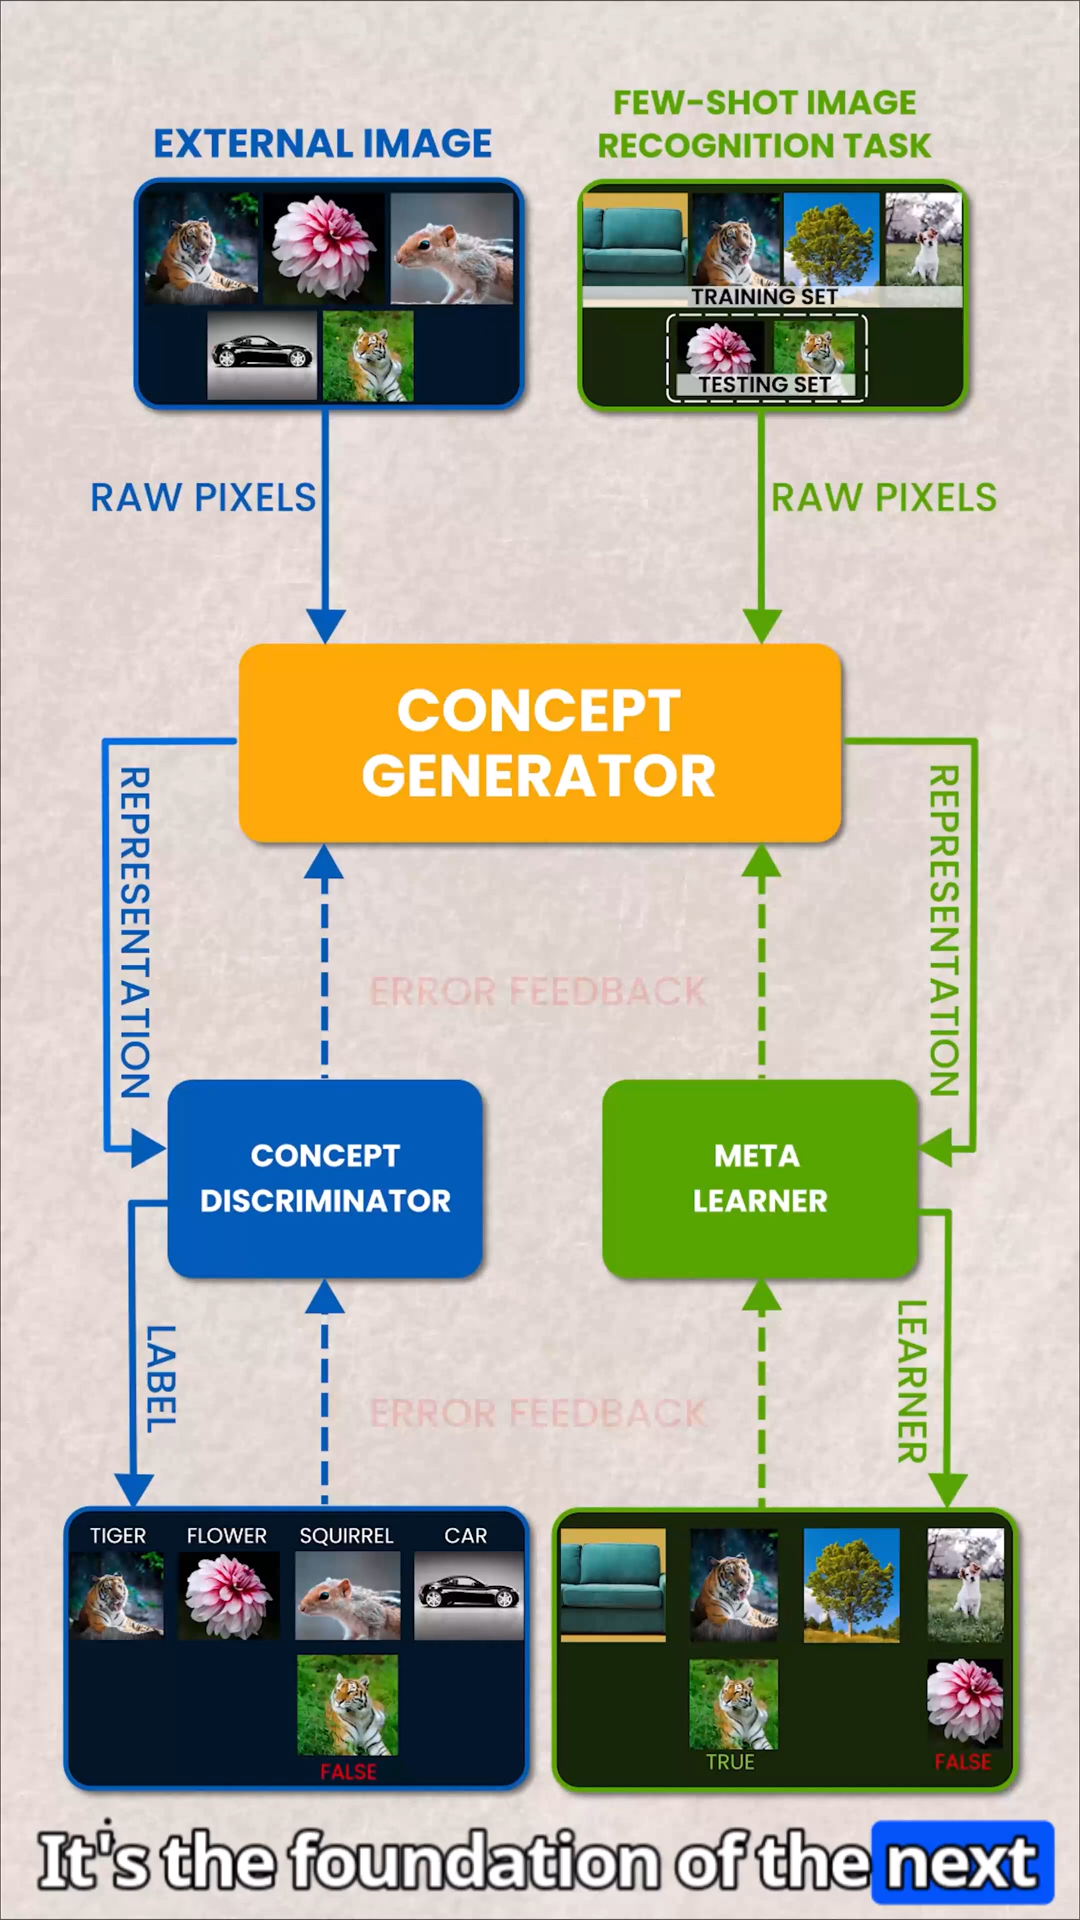 EXTERNAL IMAGE
FEW-SHOT IMAGE
RECOGNITION TASK
TRAINING SET
TESTING SET
RAW PIXELS
RAW PIXELS
CONCEPT
GENERATOR
REPRESENTATION
REPRESENTATION
ERROR FEEDBACK
CONCEPT
DISCRIMINATOR
META
LEARNER
LABEL
LEARNER
ERROR FEEDBACK
TIGER FLOWER SQUIRREL CAR
FALSE
TRUE
FALSE
It's the foundation of the next